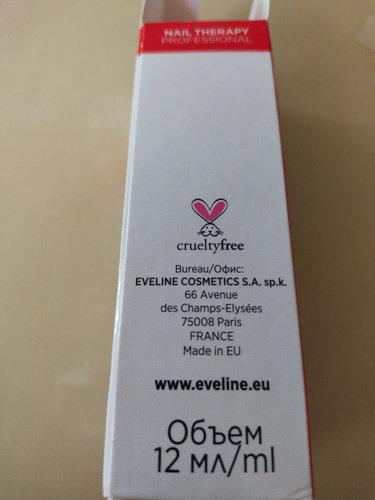 NAIL THERAPY
PROFESSIONAL
crueltyfree
Bureau/Офис:
EVELINE COSMETICS S.A. sp.k.
66 Avenue
des Champs-Elysées
75008 Paris
FRANCE
Made in EU
www.eveline.eu
Объем
12 мл/ml